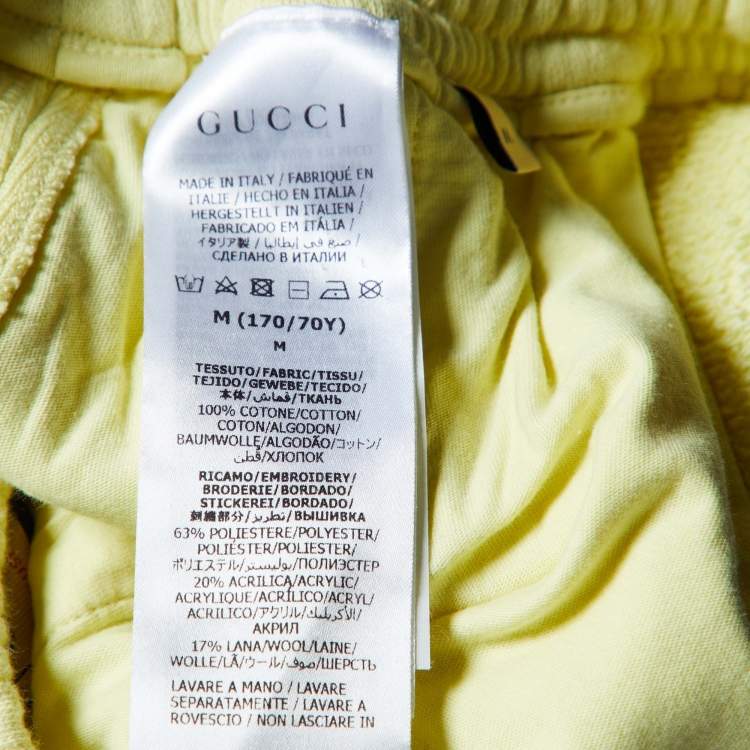 GUCCI
MADE IN ITALY / FABRIQUÉ EN
ITALIE / HECHO EN ITALIA /
HERGESTELLT IN ITALIEN /
FABRICADO EM ITÁLIA /
イタリア製 / صنع في إيطاليا /
СДЕЛАНО В ИТАЛИИ
M (170/70Y)
M
TESSUTO/FABRIC/TISSU/
TEJIDO/GEWEBE/TECIDO/
本体/قماش/ТКАНЬ
100% COTONE/COTTON/
COTON/ALGODON/
BAUMWOLLE/ALGODÃO/コットン/
قطن/ХЛОПОК
RICAMO/EMBROIDERY/
BRODERIE/BORDADO/
STICKEREI/BORDADO/
刺繍部分/تطريز/ВЫШИВКА
63% POLIESTERE/POLYESTER/
POLIÉSTER/POLYESTER/
ポリエステル/بوليستر/ПОЛИЭСТЕР
20% ACRILICA/ACRYLIC/
ACRYLIQUE/ACRÍLICO/ACRYL/
ACRILICO/アクリル/الأكريليك/
АКРИЛ
17% LANA/WOOL/LAINE/
WOLLE/LÃ/ウール/صوف/ШЕРСТЬ
LAVARE A MANO / LAVARE
SEPARATAMENTE / LAVARE A
ROVESCIO / NON LASCIARE IN